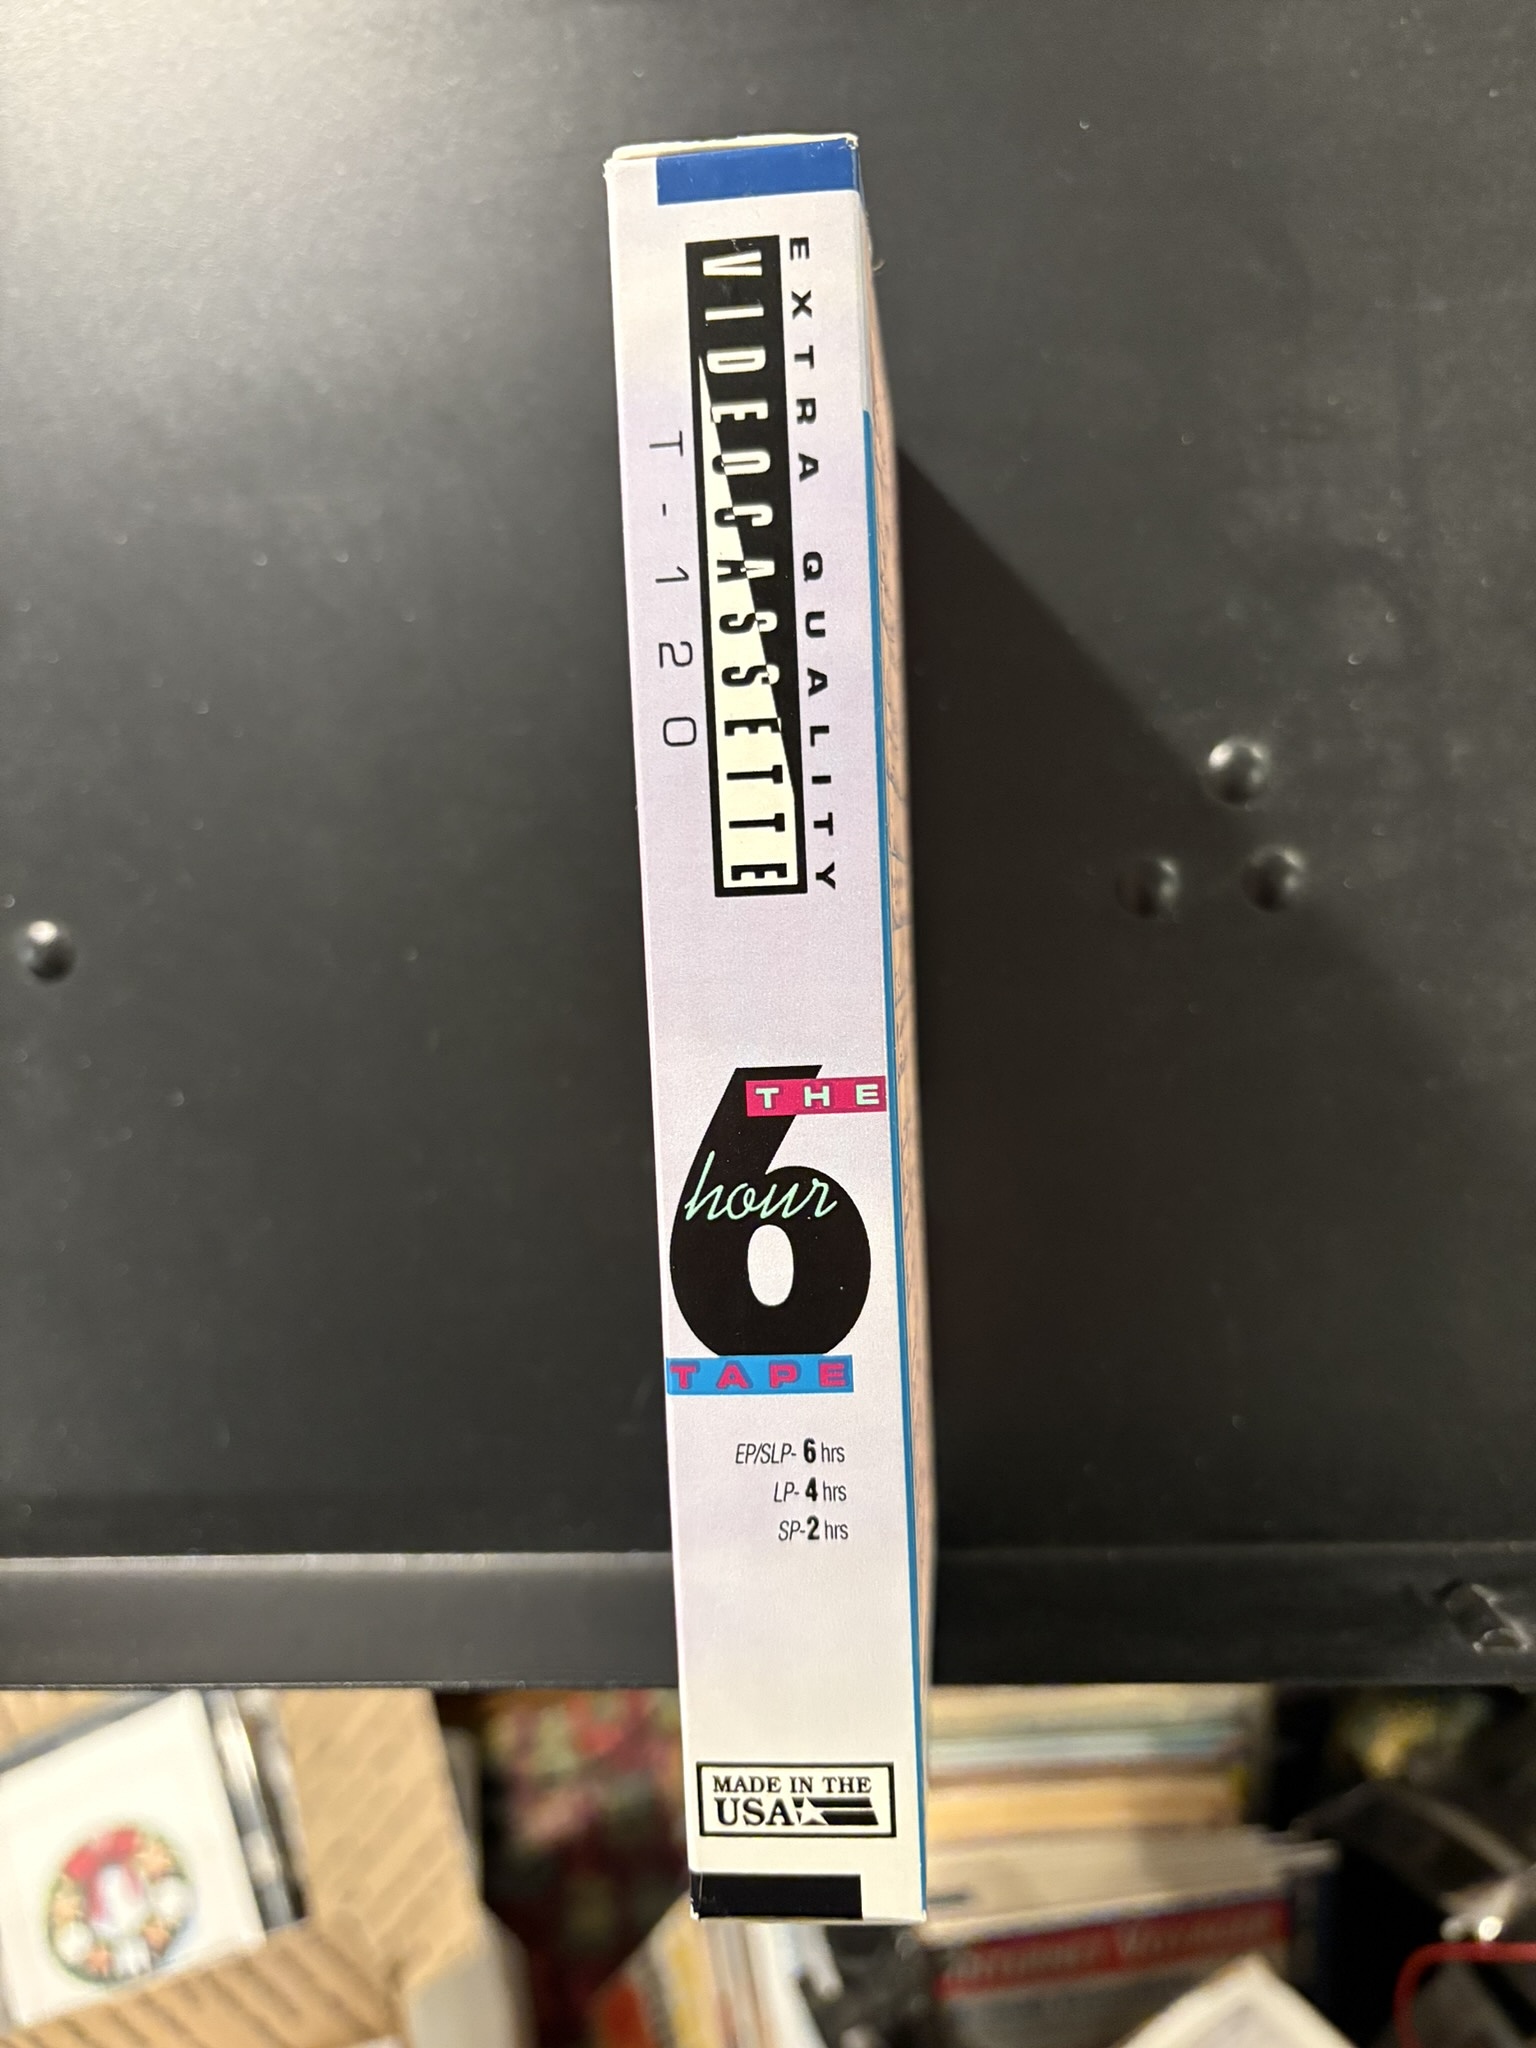 EXTRA QUALITY
VIDEOCASSETTE
T-120
THE
6
hour
TAPE
EP/SLP- 6 hrs
LP- 4 hrs
SP-2 hrs
MADE IN THE
USA